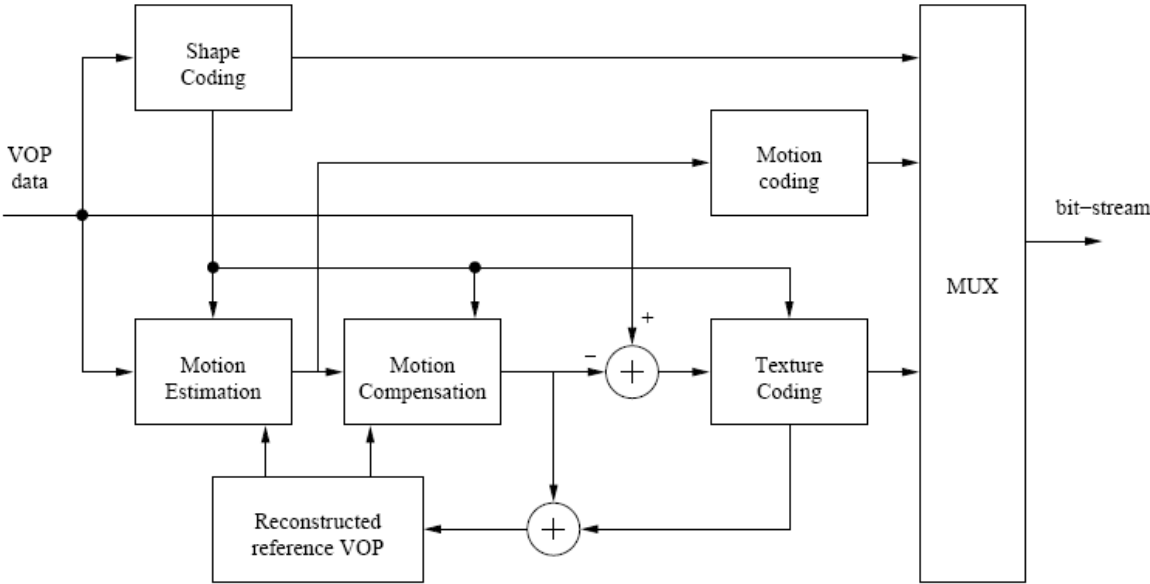 Shape
Coding
VOP
data
Motion
coding
bit−stream
MUX
+
−
+
Motion
Estimation
Motion
Compensation
Texture
Coding
Reconstructed
reference VOP
+